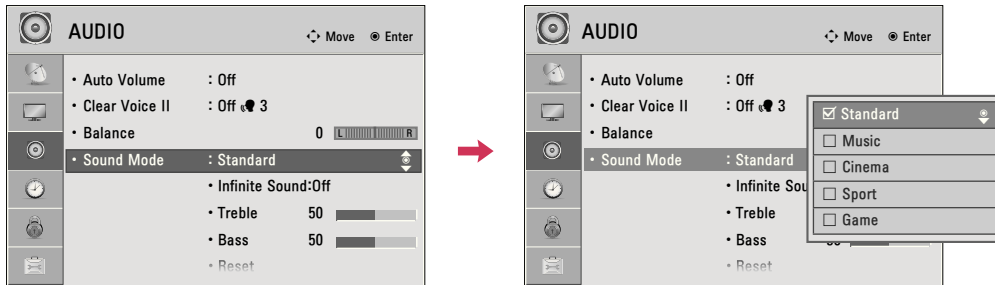 AUDIO
Move Enter
• Auto Volume : Off
• Clear Voice II : Off 3
• Balance 0 L R
• Sound Mode : Standard
• Infinite Sound:Off
• Treble 50
• Bass 50
• Reset
AUDIO
Move Enter
• Auto Volume : Off
• Clear Voice II : Off 3
• Balance
• Sound Mode : Standard
• Infinite Sou
• Treble
• Bass
• Reset
Standard
Music
Cinema
Sport
Game